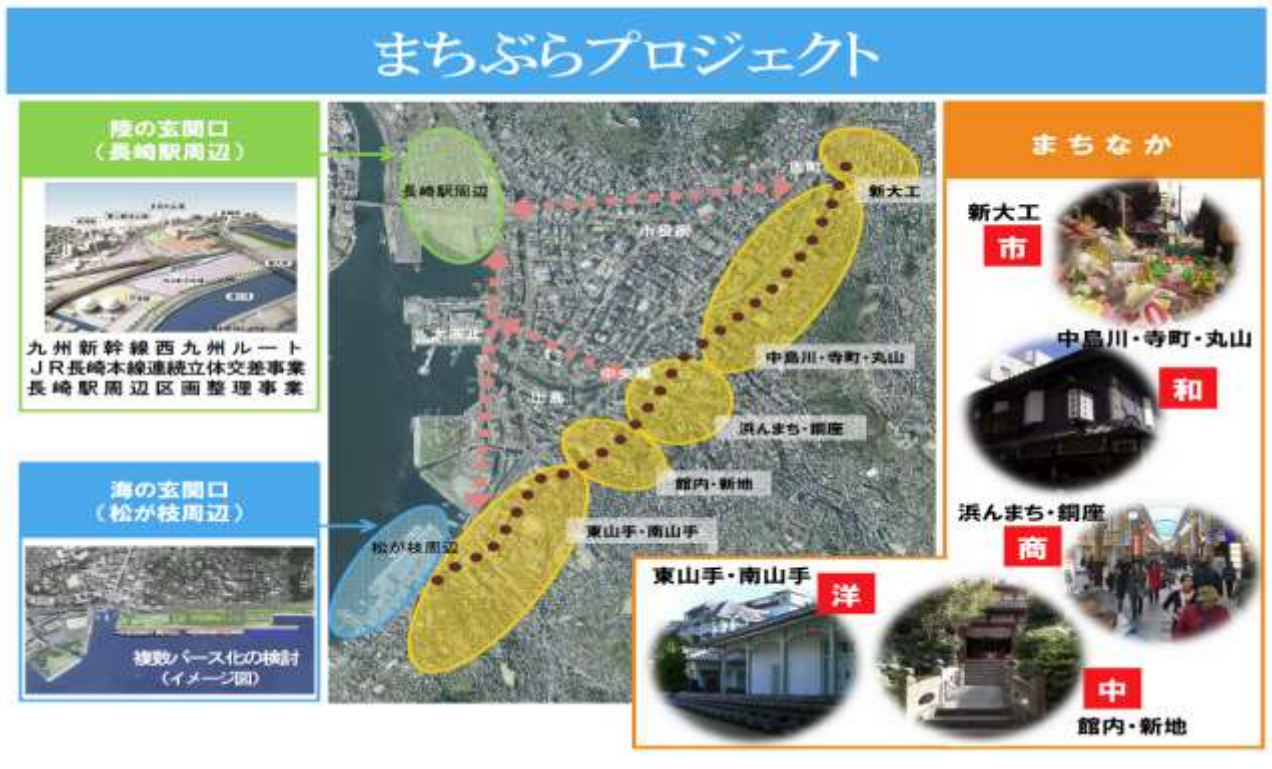 まちぶらプロジェクト
陸の玄関口
（長崎駅周辺）
九州新幹線西九州ルート
JR長崎本線連続立体交差事業
長崎駅周辺区画整理事業
海の玄関口
（松が枝周辺）
複数バース化の検討
（イメージ図）
長崎駅周辺
新大工
市役所
中島川・寺町・丸山
出島
浜んまち・銅座
館内・新地
東山手・南山手
松が枝周辺
まちなか
新大工
市
中島川・寺町・丸山
和
浜んまち・銅座
商
東山手・南山手
洋
中
館内・新地